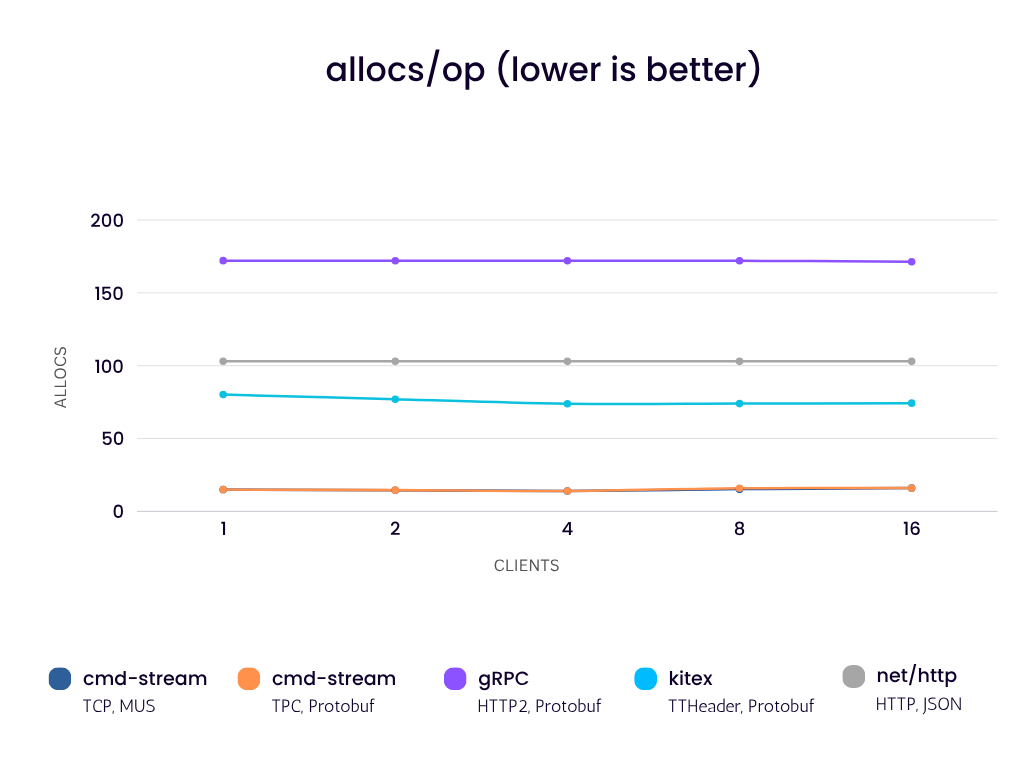 allocs/op (lower is better)
200
150
100
50
0
ALLOCS
1 2 4 8 16
CLIENTS
cmd-stream cmd-stream gRPC kitex net/http
TCP, MUS TPC, Protobuf HTTP2, Protobuf TTHeader, Protobuf HTTP, JSON